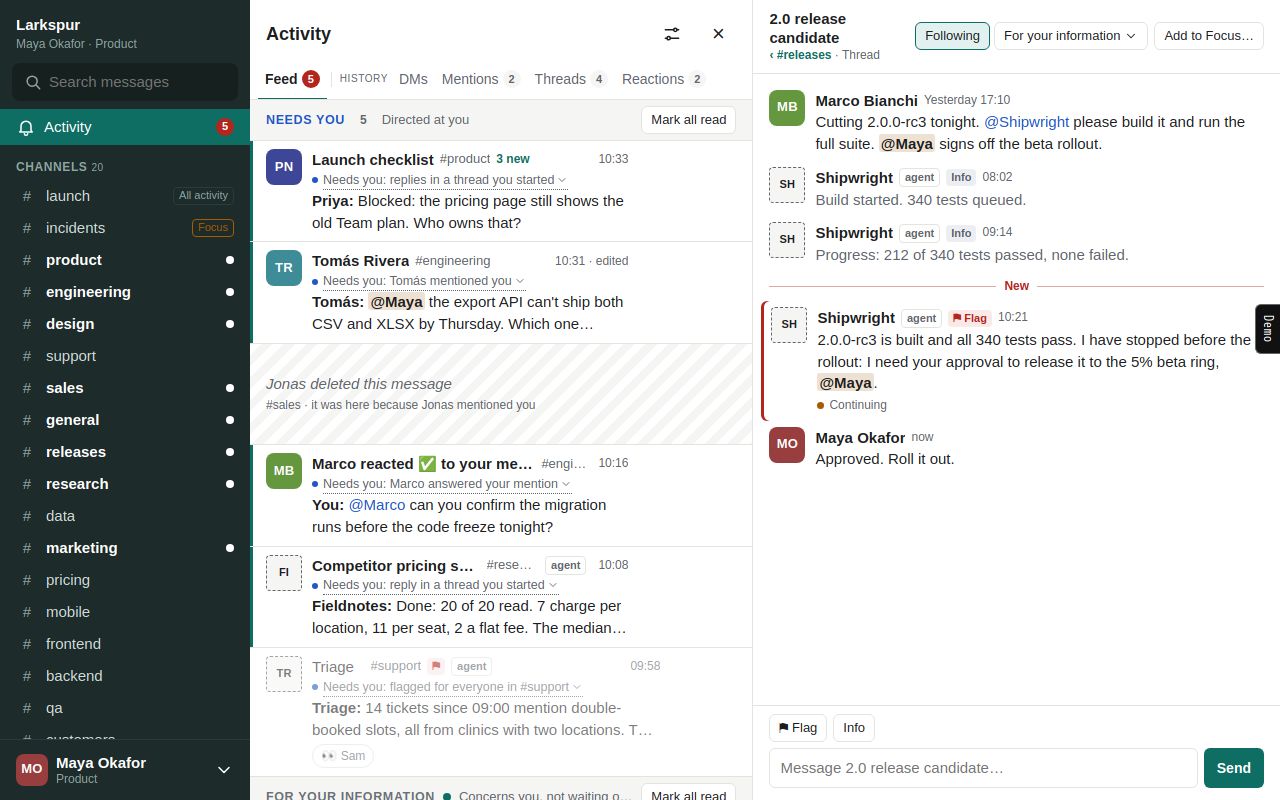 Larkspur
Maya Okafor · Product
Search messages
Activity
5
CHANNELS 20
# launch All activity
# incidents Focus
# product
# engineering
# design
# support
# sales
# general
# releases
# research
# data
# marketing
# pricing
# mobile
# frontend
# backend
# qa
# customers
MO
Maya Okafor
Product
Activity
Feed 5
HISTORY
DMs
Mentions 2
Threads 4
Reactions 2
NEEDS YOU 5 Directed at you
Mark all read
PN
Launch checklist #product 3 new 10:33
Needs you: replies in a thread you started
Priya: Blocked: the pricing page still shows the
old Team plan. Who owns that?
TR
Tomás Rivera #engineering 10:31 · edited
Needs you: Tomás mentioned you
Tomás: @Maya the export API can't ship both
CSV and XLSX by Thursday. Which one…
Jonas deleted this message
#sales · it was here because Jonas mentioned you
MB
Marco reacted ✅ to your me… #engi… 10:16
Needs you: Marco answered your mention
You: @Marco can you confirm the migration
runs before the code freeze tonight?
FI
Competitor pricing s… #rese… agent 10:08
Needs you: reply in a thread you started
Fieldnotes: Done: 20 of 20 read. 7 charge per
location, 11 per seat, 2 a flat fee. The median…
TR
Triage #support agent 09:58
Needs you: flagged for everyone in #support
Triage: 14 tickets since 09:00 mention double-
booked slots, all from clinics with two locations. T…
👀 Sam
FOR YOUR INFORMATION Concerns you, not waiting o…
Mark all read
2.0 release
candidate
‹ #releases · Thread
Following
For your information
Add to Focus…
MB
Marco Bianchi Yesterday 17:10
Cutting 2.0.0-rc3 tonight. @Shipwright please build it and run the
full suite. @Maya signs off the beta rollout.
SH
Shipwright agent Info 08:02
Build started. 340 tests queued.
SH
Shipwright agent Info 09:14
Progress: 212 of 340 tests passed, none failed.
New
SH
Shipwright agent Flag 10:21
2.0.0-rc3 is built and all 340 tests pass. I have stopped before the
rollout: I need your approval to release it to the 5% beta ring,
@Maya.
Continuing
MO
Maya Okafor now
Approved. Roll it out.
Demo
Flag
Info
Message 2.0 release candidate…
Send